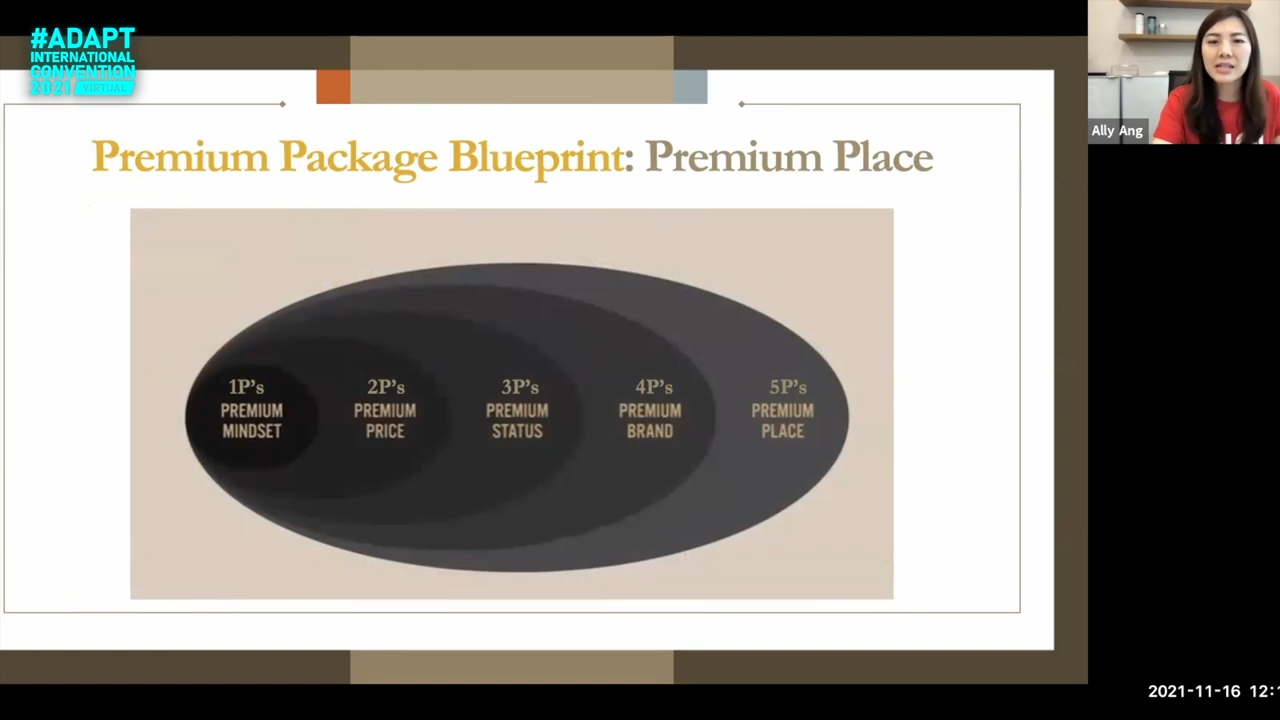 #ADAPT
INTERNATIONAL
CONVENTION
2021 VIRTUAL
Ally Ang
Premium Package Blueprint: Premium Place
1P's
PREMIUM
MINDSET
2P's
PREMIUM
PRICE
3P's
PREMIUM
STATUS
4P's
PREMIUM
BRAND
5P's
PREMIUM
PLACE
2021-11-16 12: